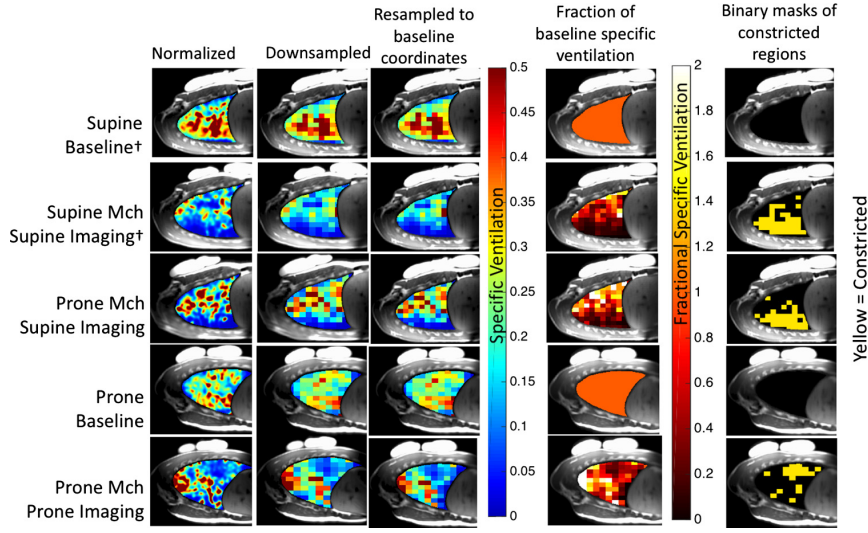 Normalized
Downsampled
Resampled to
baseline
coordinates
Fraction of
baseline specific
ventilation
Binary masks of
constricted
regions
Supine
Baseline†
Supine Mch
Supine Imaging†
Prone Mch
Supine Imaging
Prone
Baseline
Prone Mch
Prone Imaging
0.5
0.45
0.4
0.35
0.3
0.25
0.2
0.15
0.1
0.05
0
Specific Ventilation
2
1.8
1.6
1.4
1.2
1
0.8
0.6
0.4
0.2
0
Fractional Specific Ventilation
Yellow = Constricted